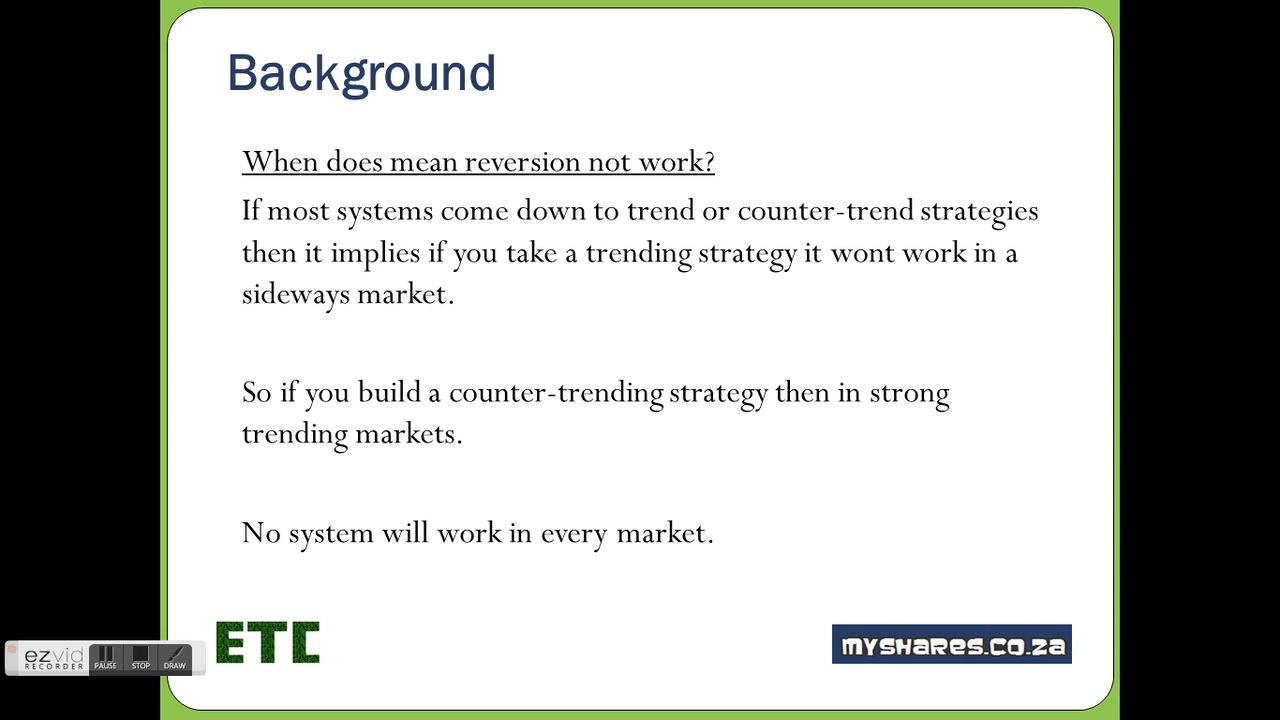 Background
When does mean reversion not work?
If most systems come down to trend or counter-trend strategies
then it implies if you take a trending strategy it wont work in a
sideways market.
So if you build a counter-trending strategy then in strong
trending markets.
No system will work in every market.
ETC
MYSHARES.CO.ZA
ezvid
RECORDER
PAUSE
STOP
DRAW